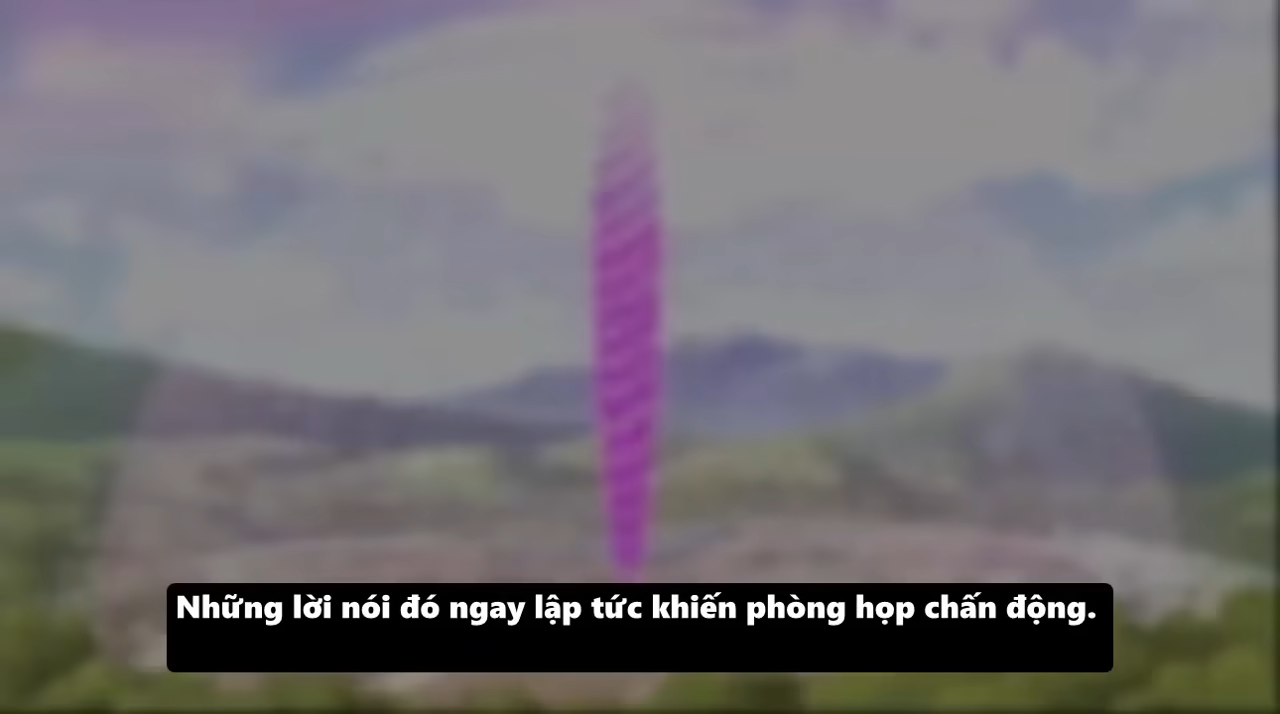 Những lời nói đó ngay lập tức khiến phòng họp chấn động.